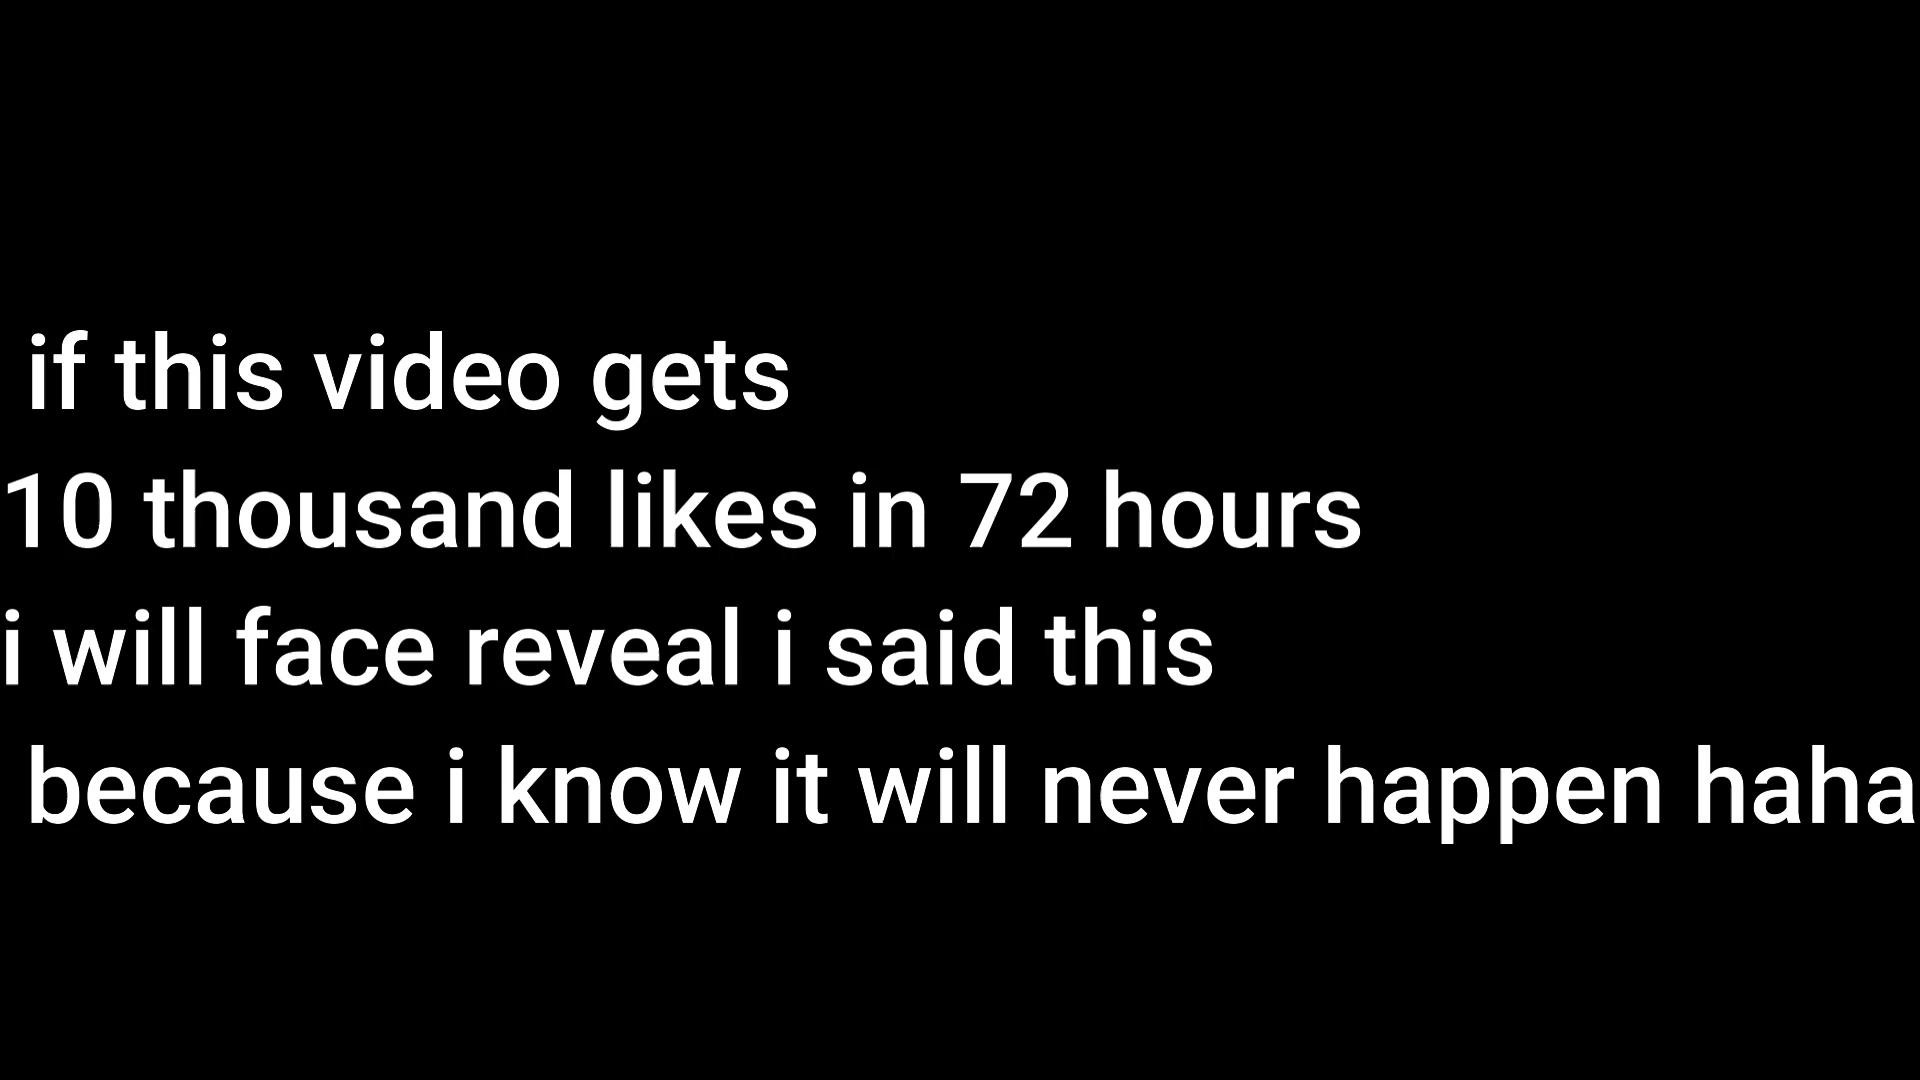 if this video gets
10 thousand likes in 72 hours
i will face reveal i said this
because i know it will never happen haha